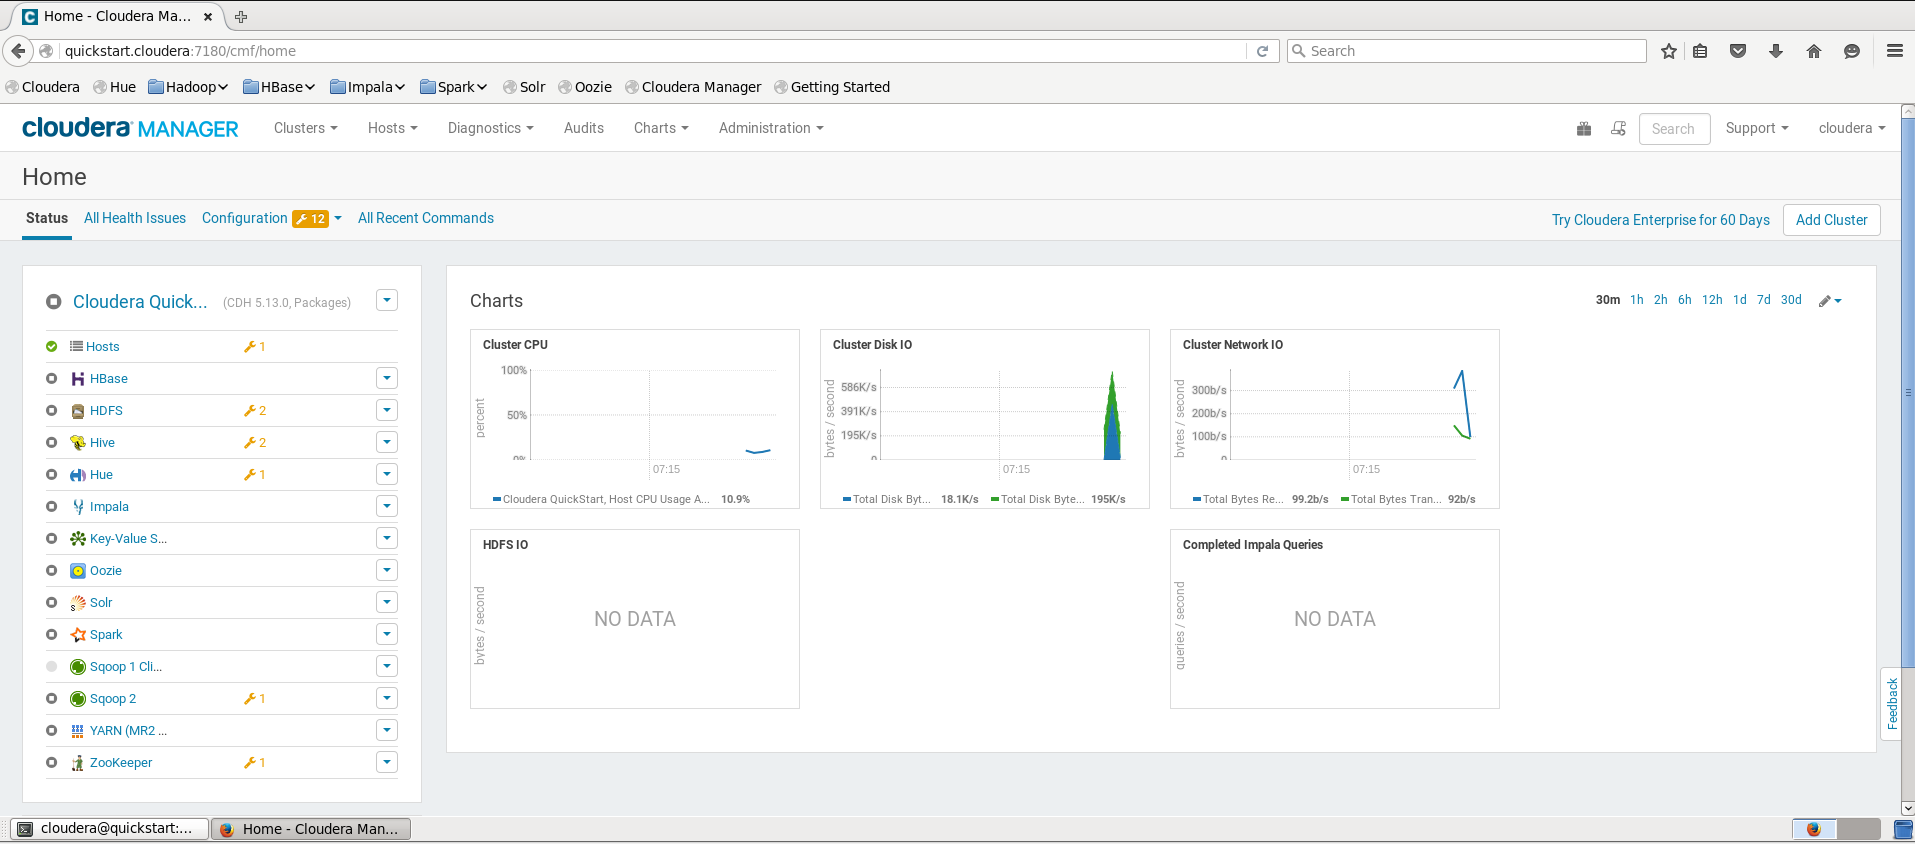 Home - Cloudera Ma...
quickstart.cloudera:7180/cmf/home
Search
Cloudera Hue Hadoop HBase Impala Spark Solr Oozie Cloudera Manager Getting Started
cloudera MANAGER Clusters Hosts Diagnostics Audits Charts Administration Search Support cloudera
Home
Status All Health Issues Configuration 12 All Recent Commands Try Cloudera Enterprise for 60 Days Add Cluster
Cloudera Quick... (CDH 5.13.0, Packages)
Hosts 1
HBase
HDFS 2
Hive 2
Hue 1
Impala
Key-Value S...
Oozie
Solr
Spark
Sqoop 1 Cli...
Sqoop 2 1
YARN (MR2 ...
ZooKeeper 1
Charts 30m 1h 2h 6h 12h 1d 7d 30d
Cluster CPU
percent
100%
50%
0%
07:15
Cloudera QuickStart, Host CPU Usage A... 10.9%
Cluster Disk IO
bytes / second
586K/s
391K/s
195K/s
0
07:15
Total Disk Byt... 18.1K/s Total Disk Byte... 195K/s
Cluster Network IO
bytes / second
300b/s
200b/s
100b/s
0
07:15
Total Bytes Re... 99.2b/s Total Bytes Tran... 92b/s
HDFS IO
bytes / second
NO DATA
Completed Impala Queries
queries / second
NO DATA
Feedback
cloudera@quickstart:... Home - Cloudera Man...